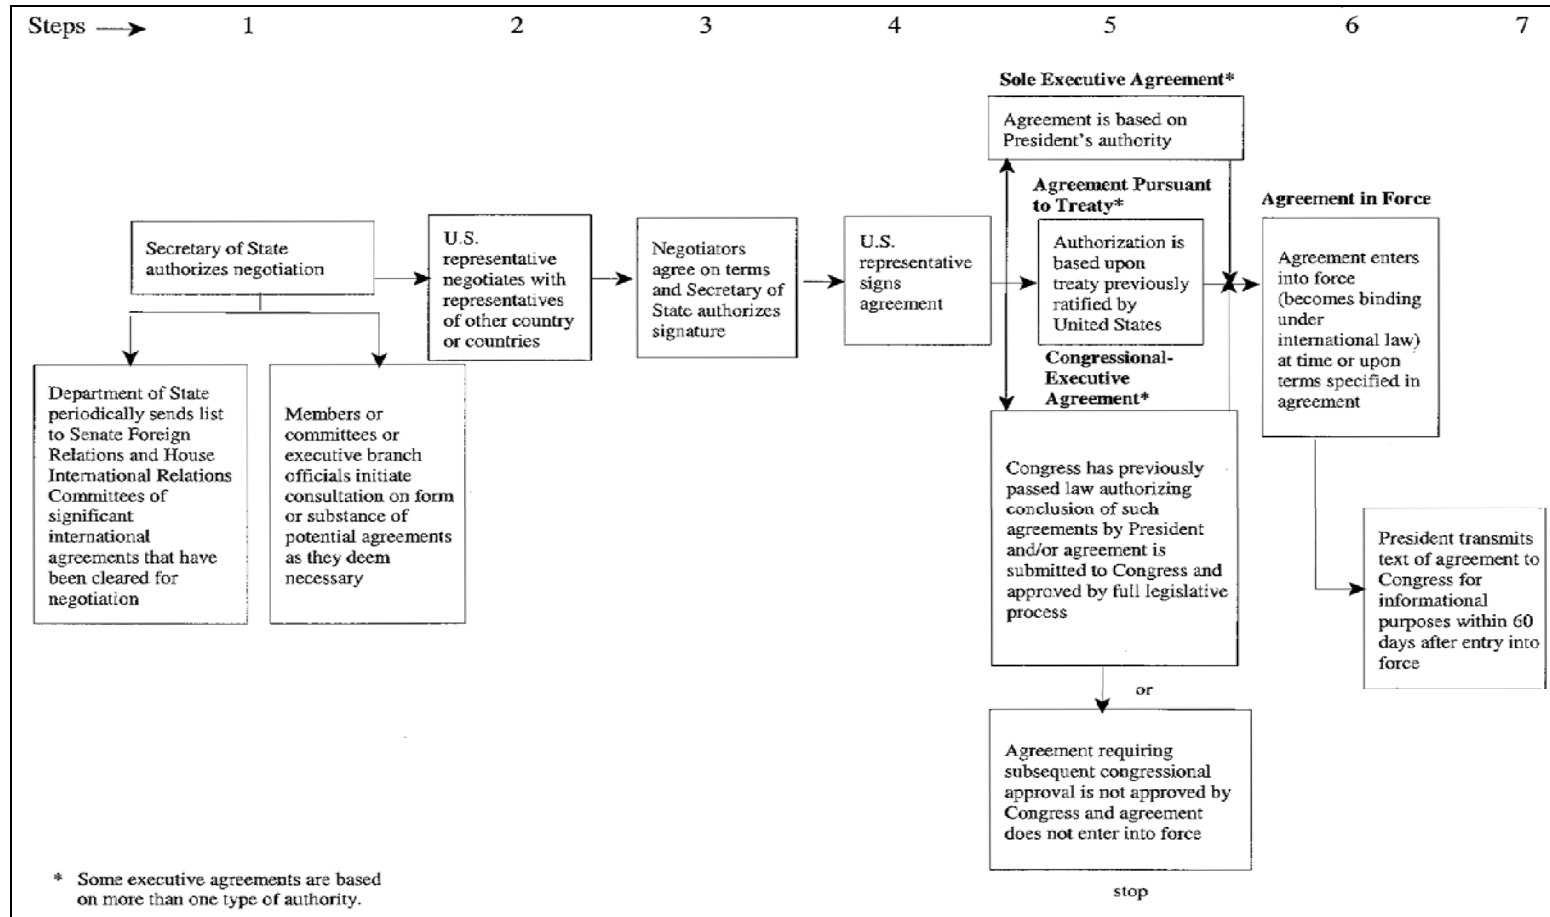 Steps
1
2
3
4
5
6
7
Secretary of State
authorizes negotiation
Department of State
periodically sends list
to Senate Foreign
Relations and House
International Relations
Committees of
significant
international
agreements that have
been cleared for
negotiation
Members or
committees or
executive branch
officials initiate
consultation on form
or substance of
potential agreements
as they deem
necessary
U.S.
representative
negotiates with
representatives
of other country
or countries
Negotiators
agree on terms
and Secretary of
State authorizes
signature
U.S.
representative
signs
agreement
Sole Executive Agreement*
Agreement is based on
President's authority
Agreement Pursuant
to Treaty*
Authorization is
based upon
treaty previously
ratified by
United States
Congressional-
Executive
Agreement*
Congress has previously
passed law authorizing
conclusion of such
agreements by President
and/or agreement is
submitted to Congress and
approved by full legislative
process
or
Agreement requiring
subsequent congressional
approval is not approved by
Congress and agreement
does not enter into force
stop
Agreement in Force
Agreement enters
into force
(becomes binding
under
international law)
at time or upon
terms specified in
agreement
President transmits
text of agreement to
Congress for
informational
purposes within 60
days after entry into
force
* Some executive agreements are based
on more than one type of authority.